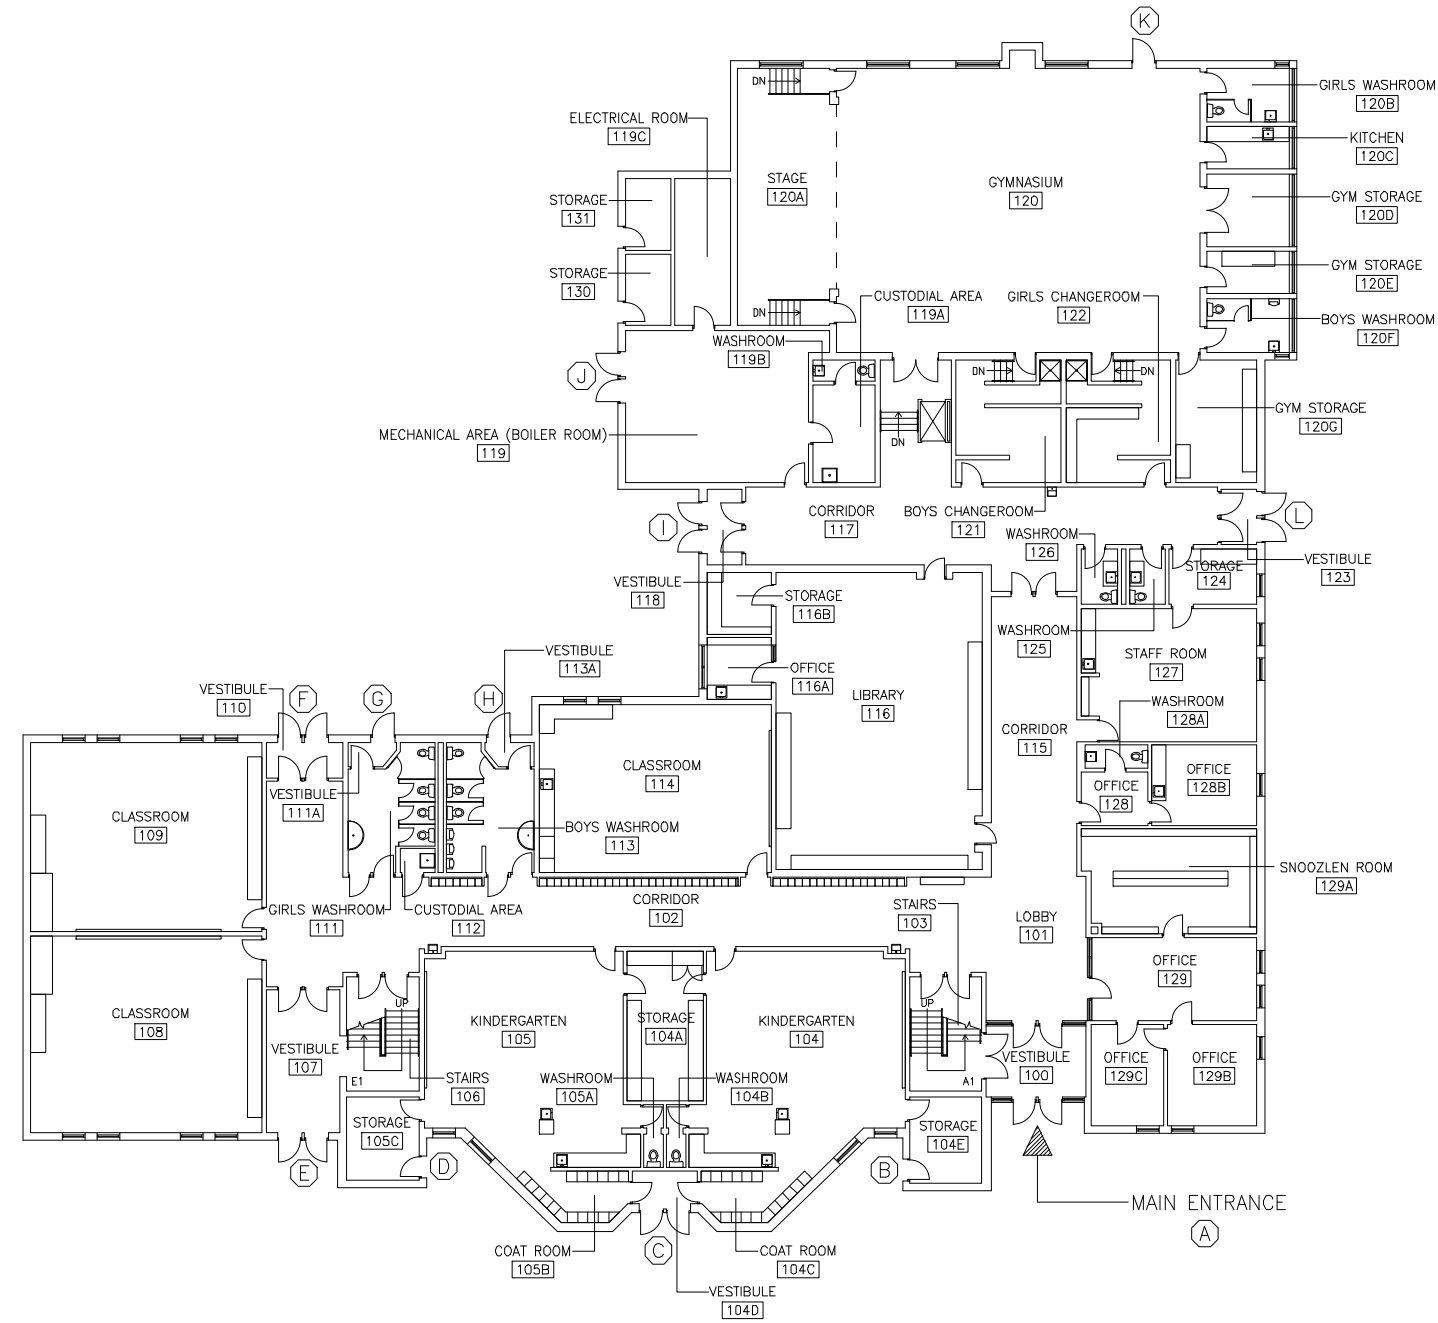 K
DN
GIRLS WASHROOM
120B
ELECTRICAL ROOM
119C
KITCHEN
120C
STAGE
120A
GYMNASIUM
120
STORAGE
131
GYM STORAGE
120D
STORAGE
130
GYM STORAGE
120E
CUSTODIAL AREA
119A
GIRLS CHANGEROOM
122
DN
BOYS WASHROOM
120F
WASHROOM
119B
J
DN
DN
GYM STORAGE
120G
MECHANICAL AREA (BOILER ROOM)
119
DN
CORRIDOR
117
BOYS CHANGEROOM
121
I
L
WASHROOM
126
VESTIBULE
123
STORAGE
124
VESTIBULE
118
STORAGE
116B
WASHROOM
125
VESTIBULE
113A
OFFICE
116A
STAFF ROOM
127
VESTIBULE
110
F
G
H
LIBRARY
116
WASHROOM
128A
CORRIDOR
115
CLASSROOM
114
OFFICE
128B
OFFICE
128
VESTIBULE
111A
CLASSROOM
109
BOYS WASHROOM
113
SNOOZLEN ROOM
129A
GIRLS WASHROOM
111
CUSTODIAL AREA
112
CORRIDOR
102
STAIRS
103
LOBBY
101
OFFICE
129
UP
UP
CLASSROOM
108
KINDERGARTEN
105
STORAGE
104A
KINDERGARTEN
104
VESTIBULE
107
VESTIBULE
100
OFFICE
129C
OFFICE
129B
E1
STAIRS
106
WASHROOM
105A
WASHROOM
104B
A1
STORAGE
105C
STORAGE
104E
E
D
B
MAIN ENTRANCE
A
COAT ROOM
105B
C
COAT ROOM
104C
VESTIBULE
104D